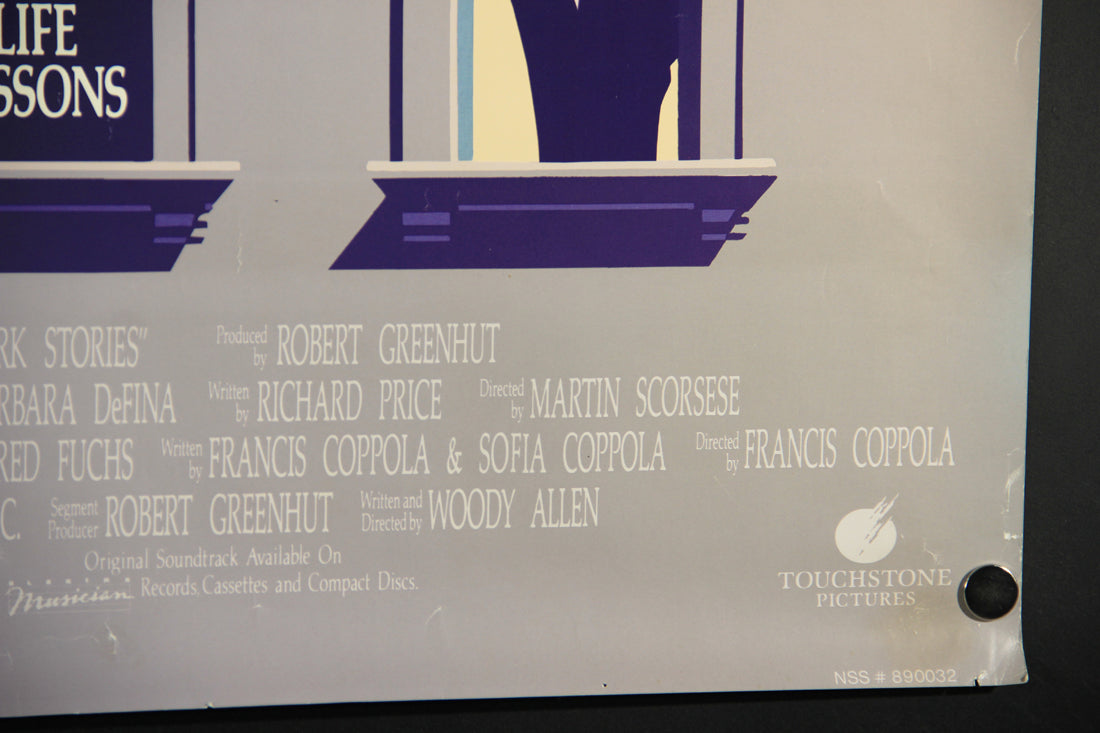 LIFE
SSONS
RK STORIES" Produced by ROBERT GREENHUT
RBARA DeFINA Written by RICHARD PRICE Directed by MARTIN SCORSESE
RED FUCHS Written by FRANCIS COPPOLA & SOFIA COPPOLA Directed by FRANCIS COPPOLA
C. Segment Producer ROBERT GREENHUT Written and Directed by WOODY ALLEN
Original Soundtrack Available On
Musician Records, Cassettes and Compact Discs.
TOUCHSTONE
PICTURES
NSS # 890032